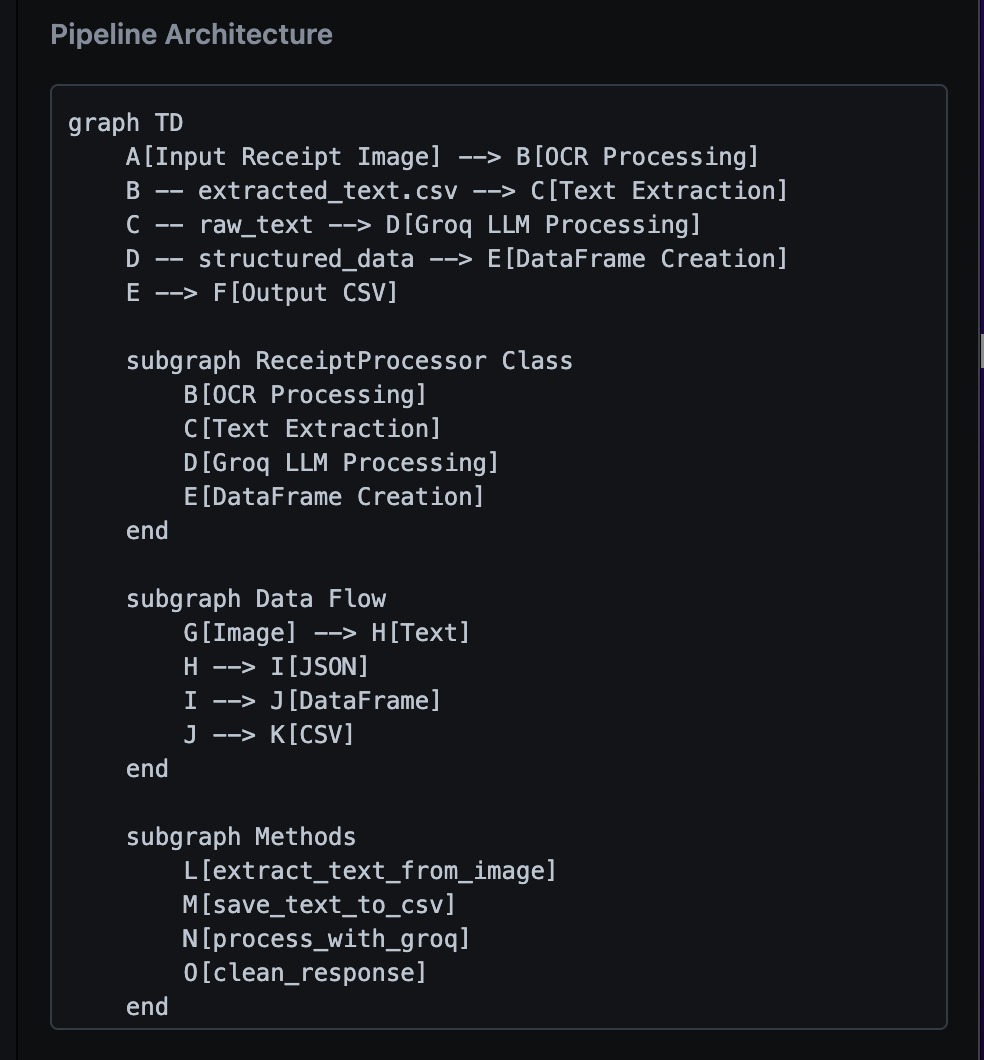 Pipeline Architecture
graph TD
    A[Input Receipt Image] --> B[OCR Processing]
    B -- extracted_text.csv --> C[Text Extraction]
    C -- raw_text --> D[Groq LLM Processing]
    D -- structured_data --> E[DataFrame Creation]
    E --> F[Output CSV]

    subgraph ReceiptProcessor Class
        B[OCR Processing]
        C[Text Extraction]
        D[Groq LLM Processing]
        E[DataFrame Creation]
    end

    subgraph Data Flow
        G[Image] --> H[Text]
        H --> I[JSON]
        I --> J[DataFrame]
        J --> K[CSV]
    end

    subgraph Methods
        L[extract_text_from_image]
        M[save_text_to_csv]
        N[process_with_groq]
        O[clean_response]
    end